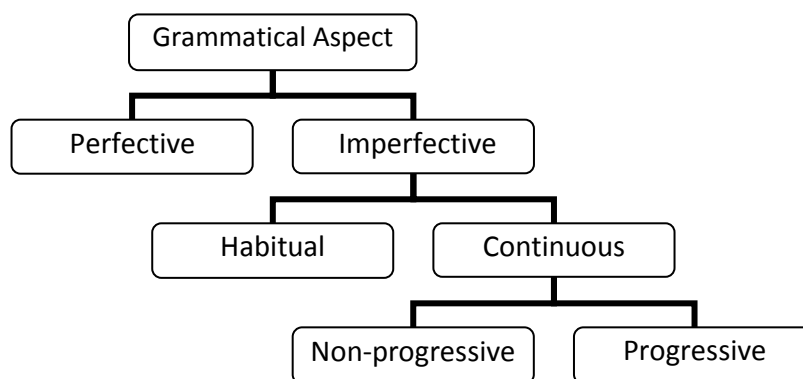 Grammatical Aspect
Perfective
Imperfective
Habitual
Continuous
Non-progressive
Progressive